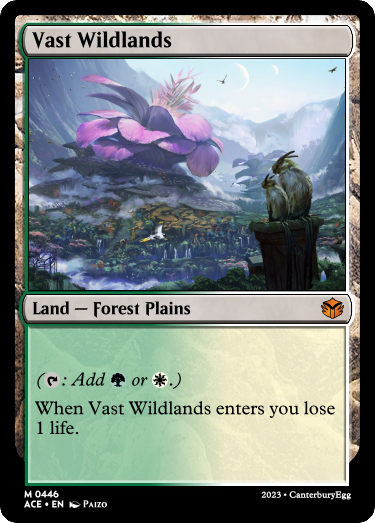 Vast Wildlands
Land — Forest Plains
(: Add or .)
When Vast Wildlands enters you lose
1 life.
M 0446
ACE • EN Paizo
2023 • CanterburyEgg